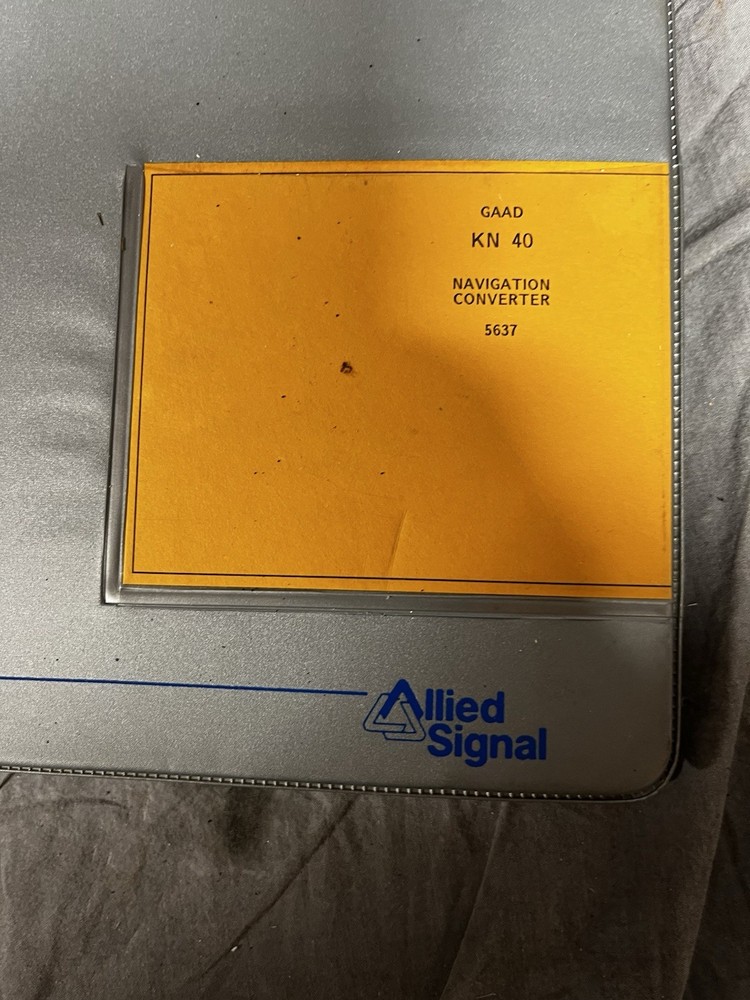 GAAD
KN 40
NAVIGATION
CONVERTER
5637
Allied
Signal